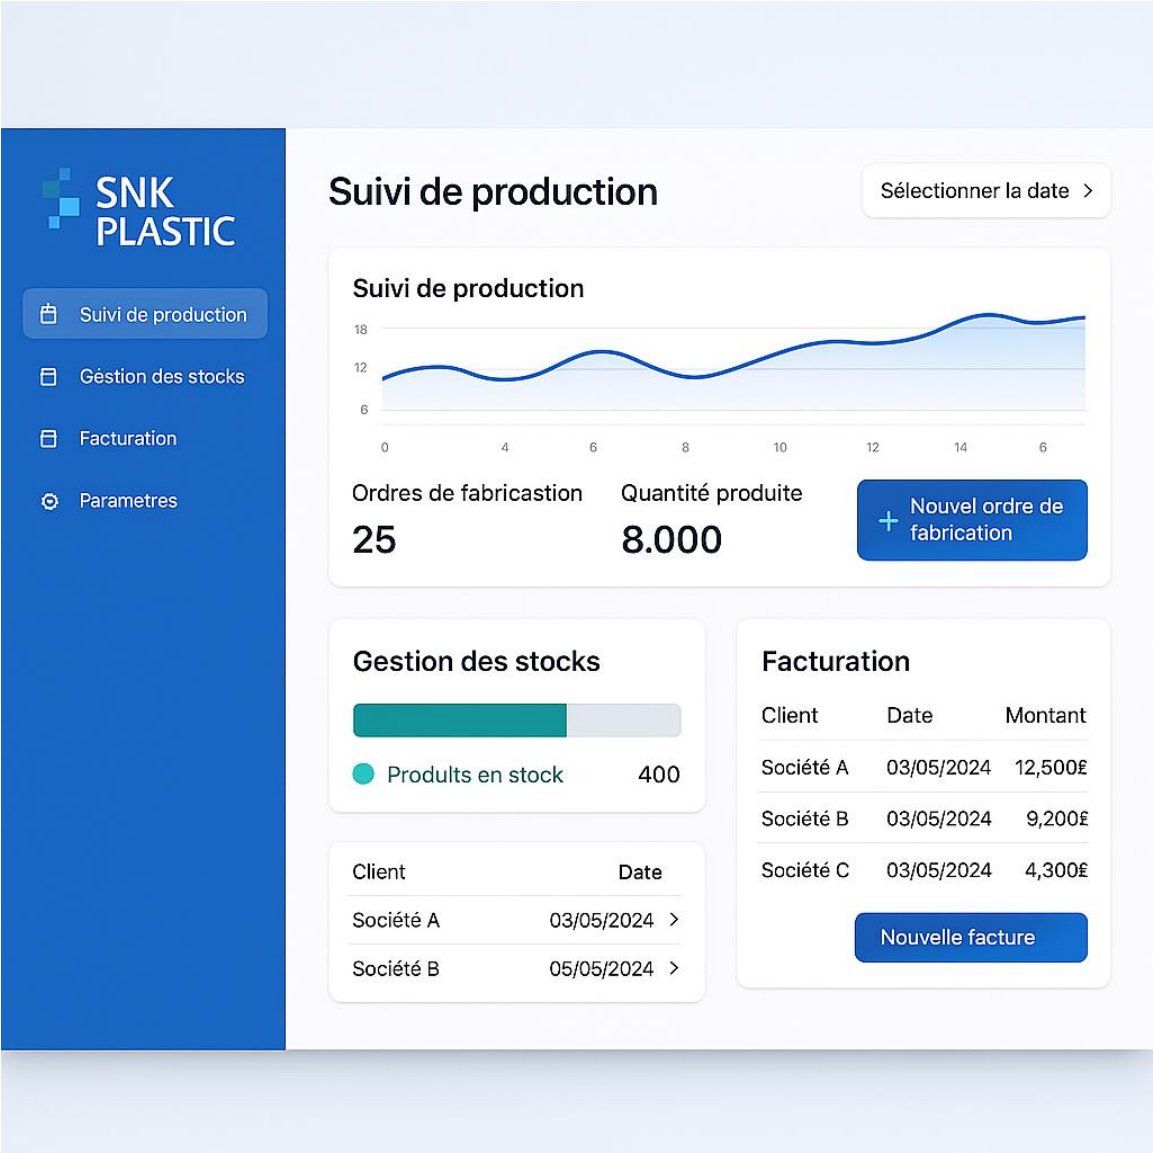 SNK
PLASTIC
Suivi de production
Géstion des stocks
Facturation
Parametres
Suivi de production
Sélectionner la date
Suivi de production
18
12
6
0 4 6 8 10 12 14 6
Ordres de fabricastion
25
Quantité produite
8.000
+ Nouvel ordre de
fabrication
Gestion des stocks
Prodults en stock 400
Client Date
Société A 03/05/2024
Société B 05/05/2024
Facturation
Client Date Montant
Société A 03/05/2024 12,500£
Société B 03/05/2024 9,200£
Société C 03/05/2024 4,300£
Nouvelle facture